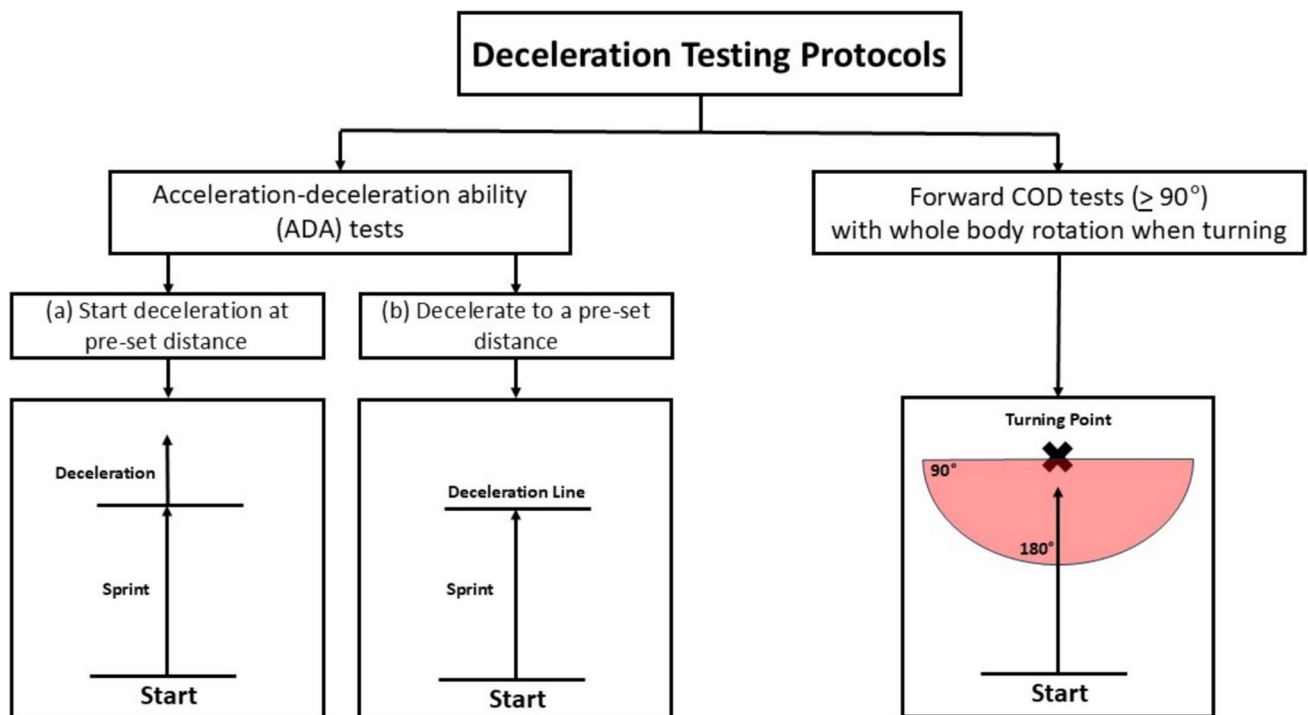 Deceleration Testing Protocols
Acceleration-deceleration ability
(ADA) tests
Forward COD tests (≥ 90°)
with whole body rotation when turning
(a) Start deceleration at
pre-set distance
(b) Decelerate to a pre-set
distance
Deceleration
Sprint
Start
Deceleration Line
Sprint
Start
Turning Point
90°
180°
Start